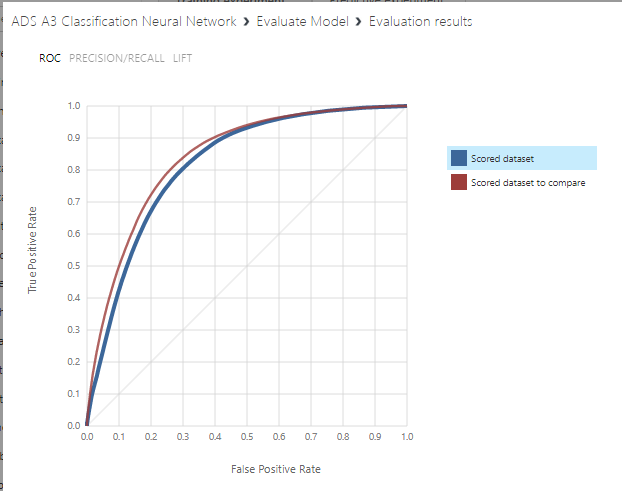 ADS A3 Classification Neural Network › Evaluate Model › Evaluation results
ROC PRECISION/RECALL LIFT
1.0
0.9
0.8
0.7
0.6
0.5
0.4
0.3
0.2
0.1
0.0
True Positive Rate
0.0 0.1 0.2 0.3 0.4 0.5 0.6 0.7 0.8 0.9 1.0
False Positive Rate
Scored dataset
Scored dataset to compare